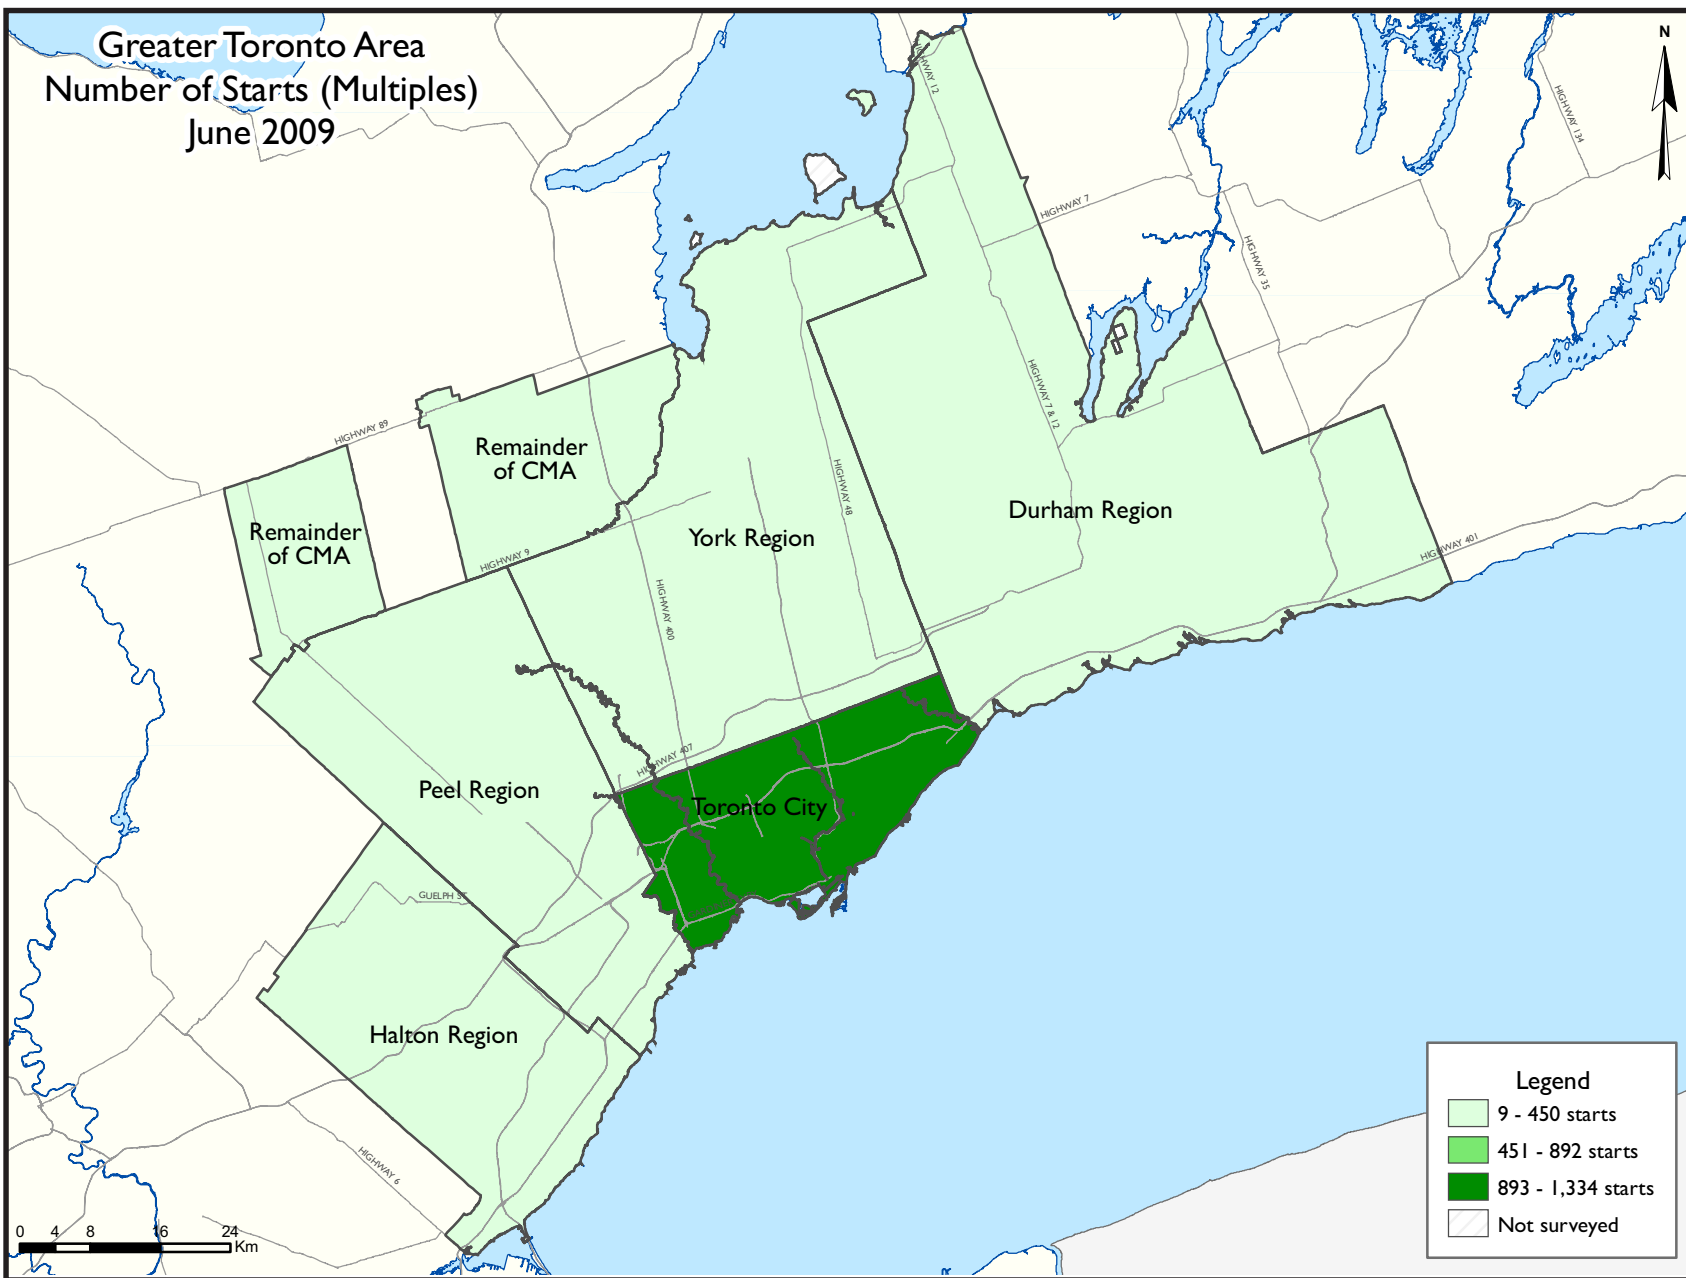 Greater Toronto Area
Number of Starts (Multiples)
June 2009
N
HIGHWAY 12
HIGHWAY 134
HIGHWAY 7
HIGHWAY 35
HIGHWAY 89
HIGHWAY 7 & 12
Remainder
of CMA
HIGHWAY 48
Durham Region
Remainder
of CMA
York Region
HIGHWAY 9
HIGHWAY 401
HIGHWAY 400
HIGHWAY 407
Peel Region
Toronto City
GUELPH ST
Halton Region
HIGHWAY 6
Legend
9 - 450 starts
451 - 892 starts
893 - 1,334 starts
Not surveyed
0 4 8 16 24
Km